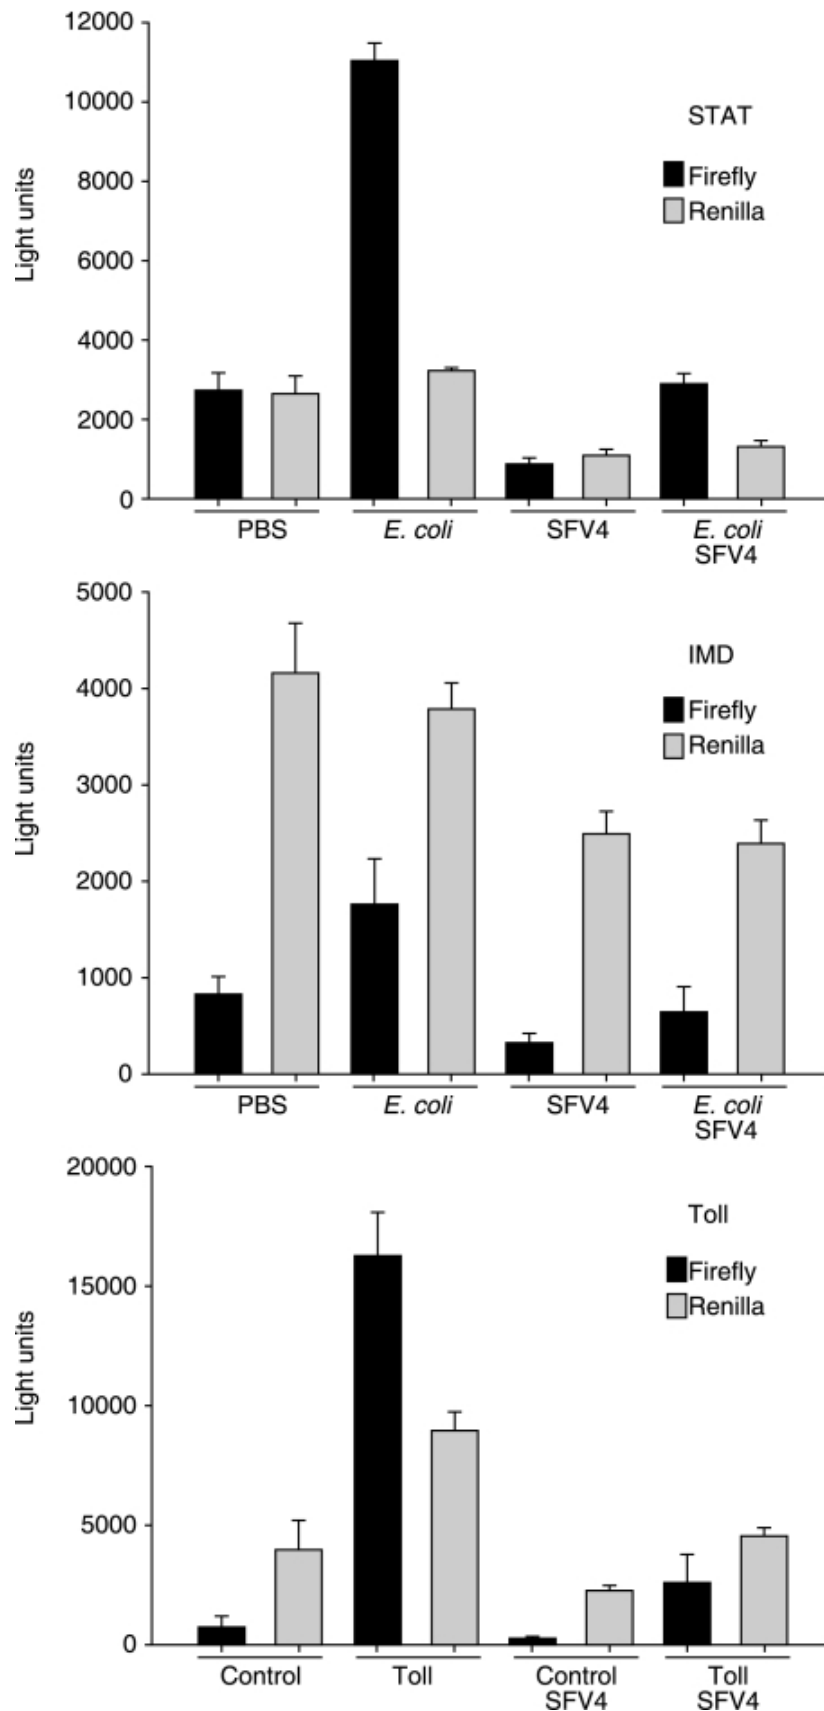 12000
10000
8000
6000
4000
2000
0
Light units
STAT
Firefly
Renilla
PBS E. coli SFV4 E. coli
SFV4
5000
4000
3000
2000
1000
0
Light units
IMD
Firefly
Renilla
PBS E. coli SFV4 E. coli
SFV4
20000
15000
10000
5000
0
Light units
Toll
Firefly
Renilla
Control Toll Control Toll
SFV4 SFV4